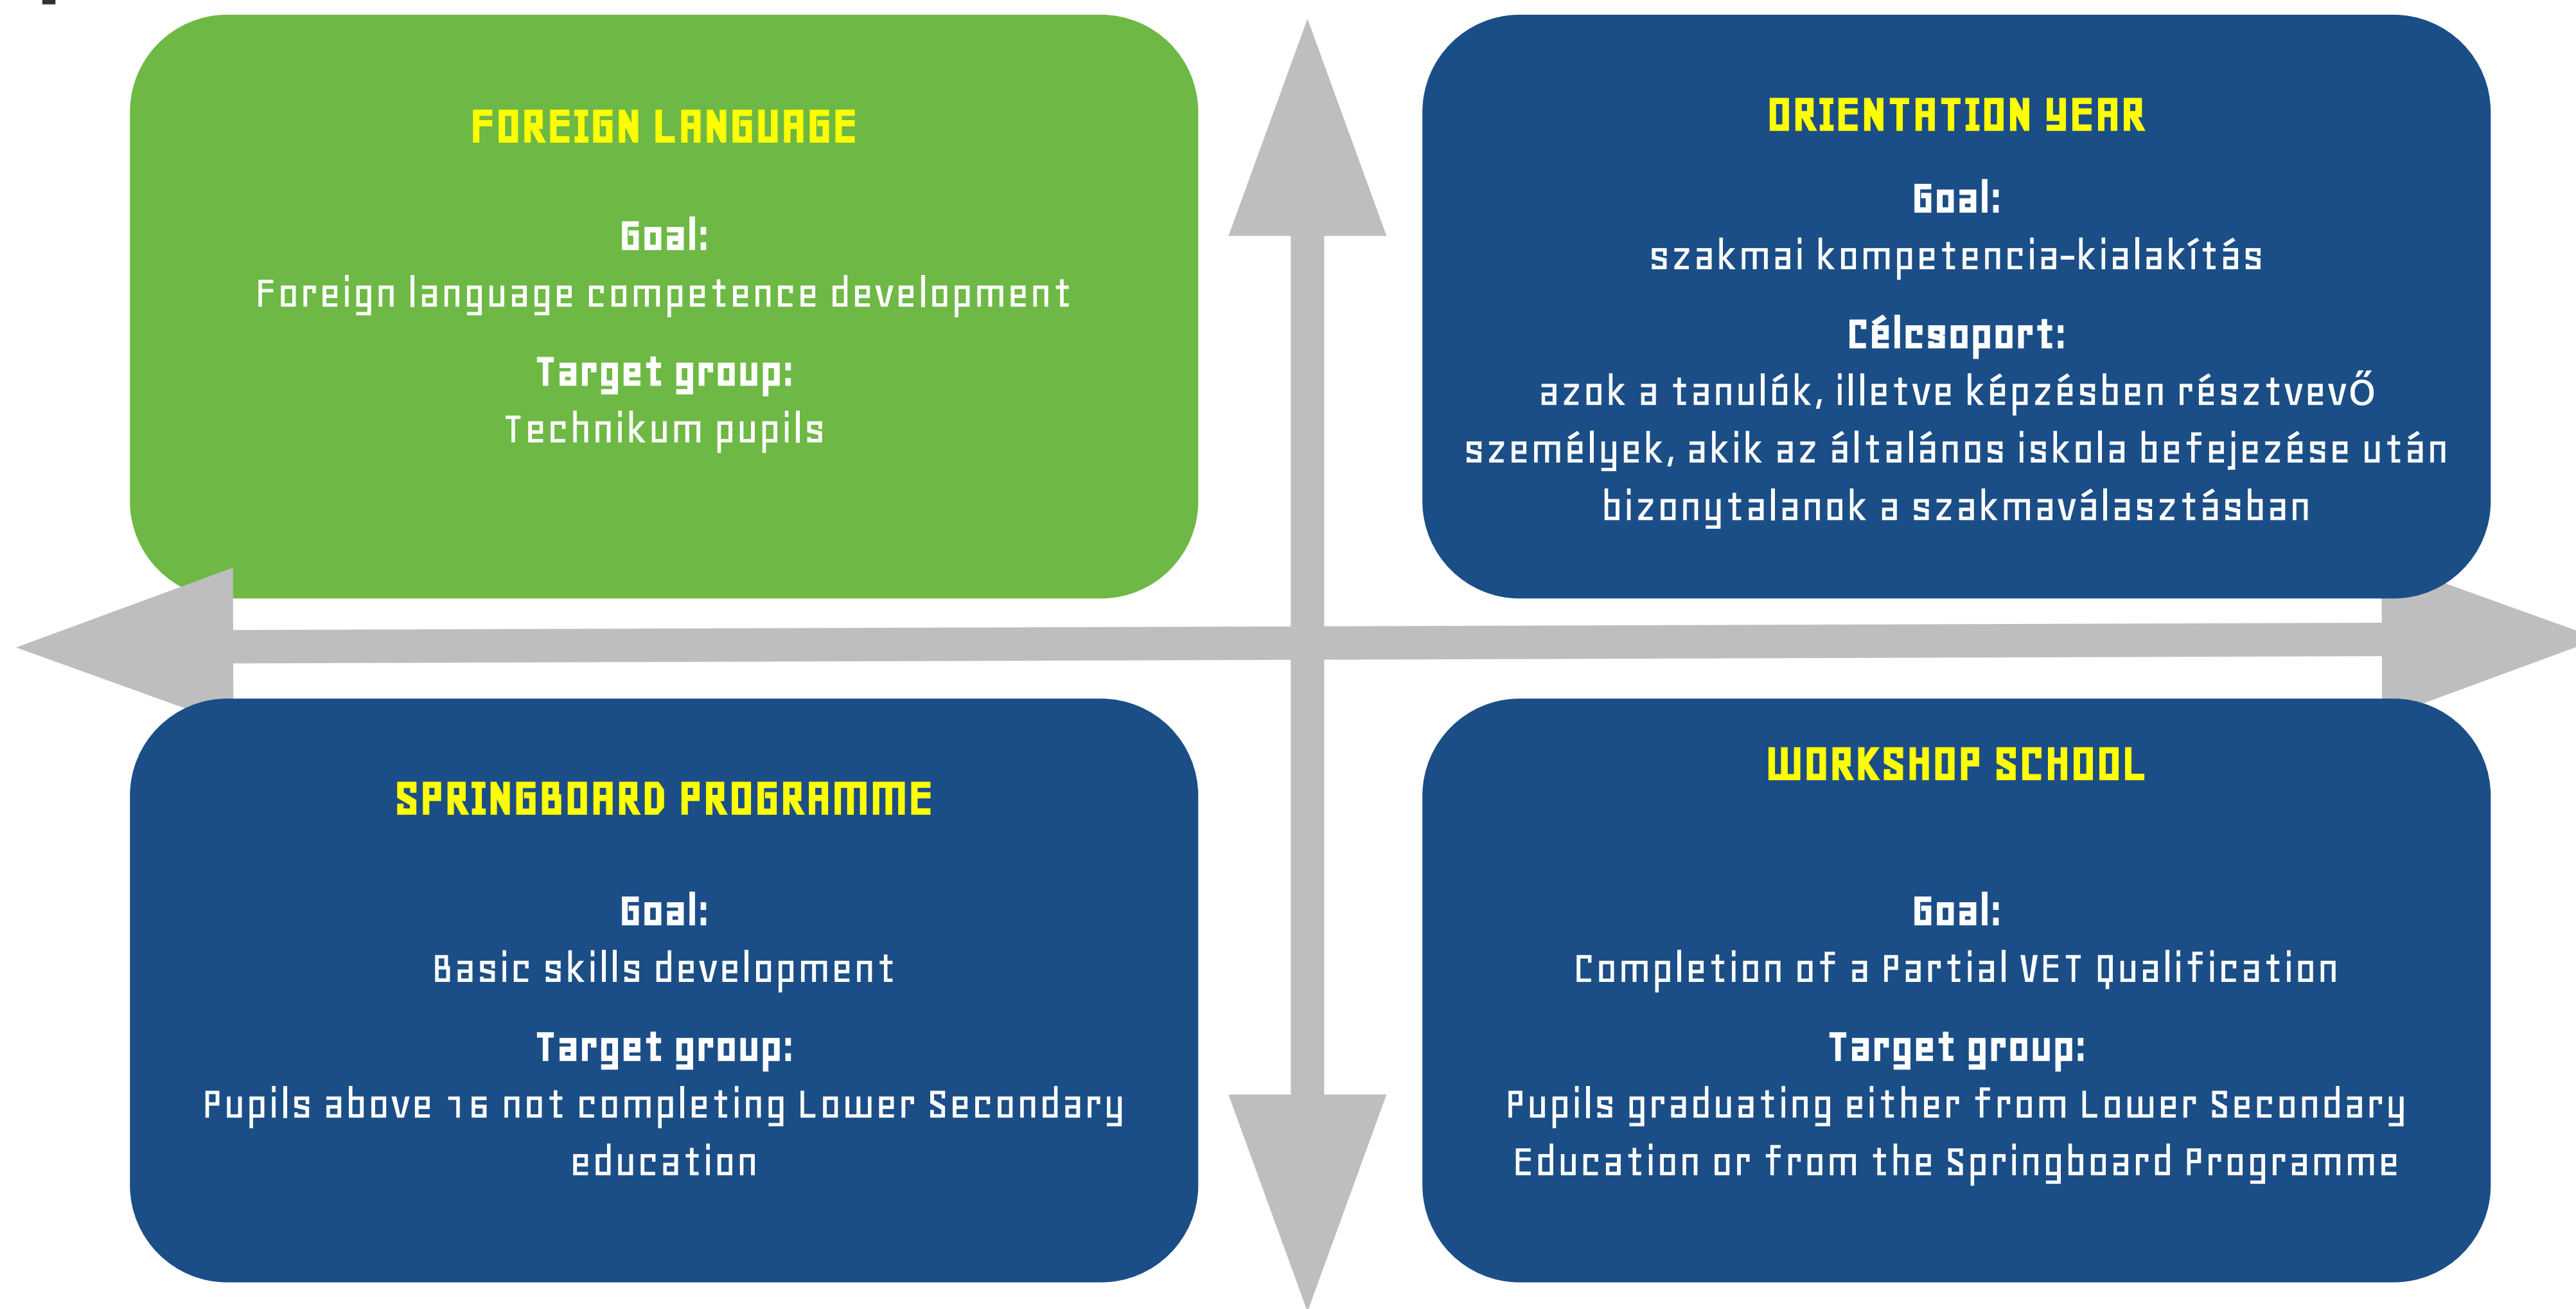 FOREIGN LANGUAGE
Goal:
Foreign language competence development
Target group:
Technikum pupils
ORIENTATION YEAR
Goal:
szakmai kompetencia-kialakítás
Célcsoport:
azok a tanulók, illetve képzésben résztvevő
személyek, akik az általános iskola befejezése után
bizonytalanok a szakmaválasztásban
SPRINGBOARD PROGRAMME
Goal:
Basic skills development
Target group:
Pupils above 16 not completing Lower Secondary
education
WORKSHOP SCHOOL
Goal:
Completion of a Partial VET Qualification
Target group:
Pupils graduating either from Lower Secondary
Education or from the Springboard Programme